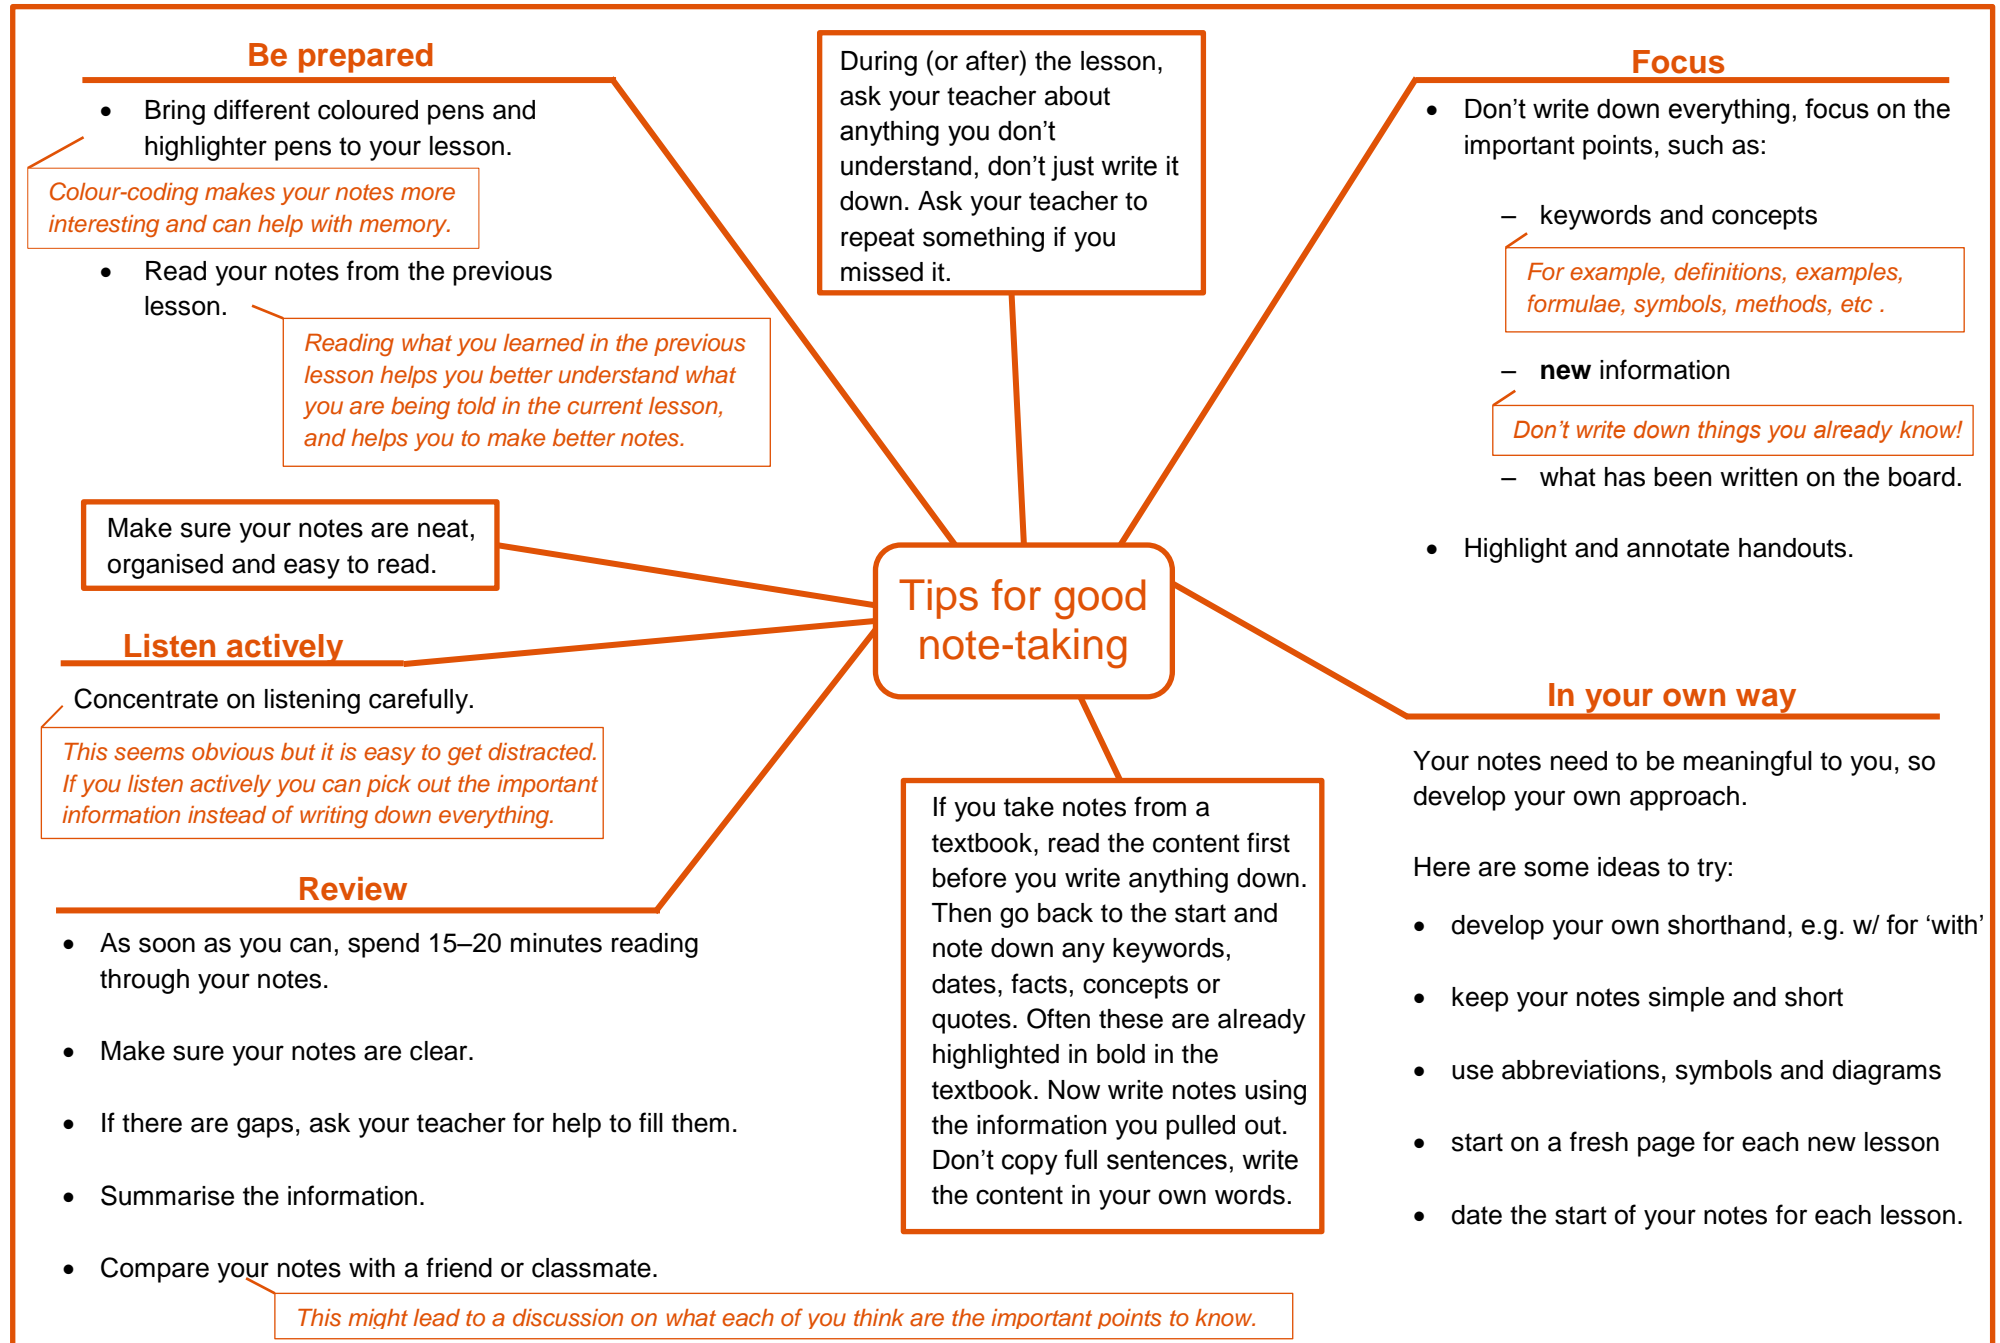 Be prepared
• Bring different coloured pens and
highlighter pens to your lesson.
Colour-coding makes your notes more
interesting and can help with memory.
• Read your notes from the previous
lesson.
Reading what you learned in the previous
lesson helps you better understand what
you are being told in the current lesson,
and helps you to make better notes.
During (or after) the lesson,
ask your teacher about
anything you don’t
understand, don’t just write it
down. Ask your teacher to
repeat something if you
missed it.
Focus
• Don’t write down everything, focus on the
important points, such as:
– keywords and concepts
For example, definitions, examples,
formulae, symbols, methods, etc .
– new information
Don’t write down things you already know!
– what has been written on the board.
• Highlight and annotate handouts.
Make sure your notes are neat,
organised and easy to read.
Tips for good
note-taking
Listen actively
Concentrate on listening carefully.
This seems obvious but it is easy to get distracted.
If you listen actively you can pick out the important
information instead of writing down everything.
In your own way
Your notes need to be meaningful to you, so
develop your own approach.
Here are some ideas to try:
• develop your own shorthand, e.g. w/ for ‘with’
• keep your notes simple and short
• use abbreviations, symbols and diagrams
• start on a fresh page for each new lesson
• date the start of your notes for each lesson.
If you take notes from a
textbook, read the content first
before you write anything down.
Then go back to the start and
note down any keywords,
dates, facts, concepts or
quotes. Often these are already
highlighted in bold in the
textbook. Now write notes using
the information you pulled out.
Don’t copy full sentences, write
the content in your own words.
Review
• As soon as you can, spend 15–20 minutes reading
through your notes.
• Make sure your notes are clear.
• If there are gaps, ask your teacher for help to fill them.
• Summarise the information.
• Compare your notes with a friend or classmate.
This might lead to a discussion on what each of you think are the important points to know.